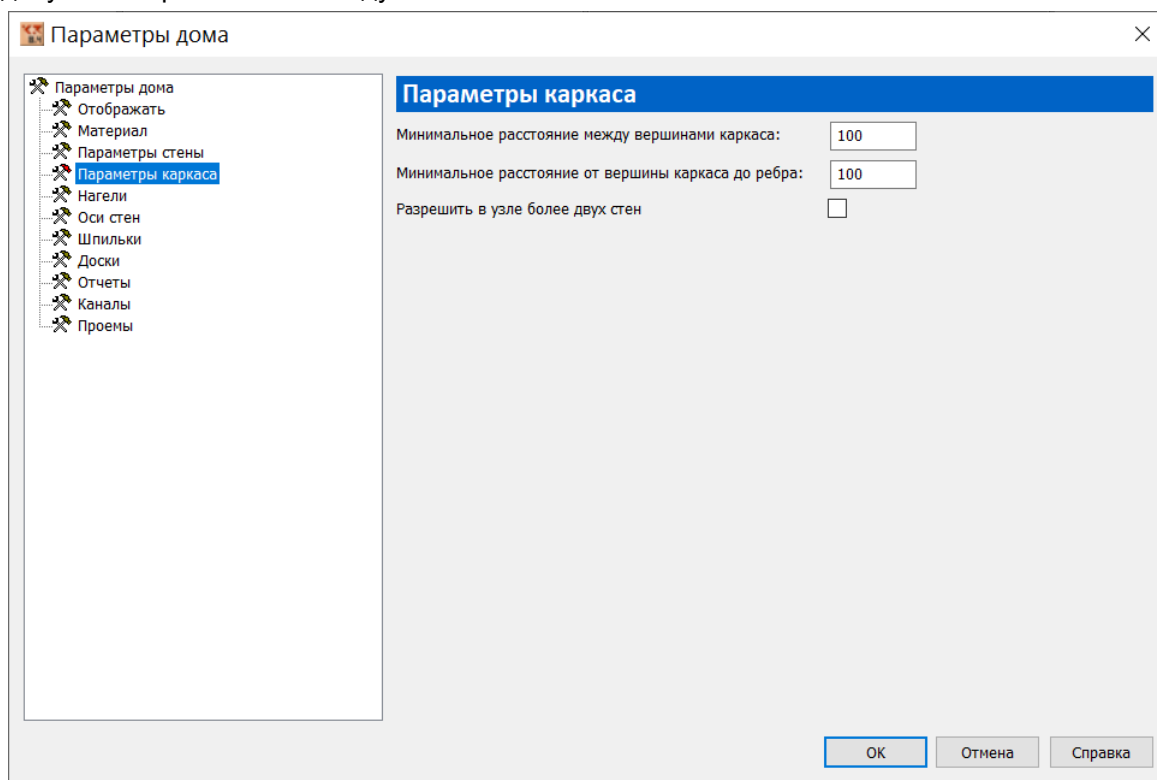 Параметры дома
Параметры дома
Отображать
Материал
Параметры стены
Параметры каркаса
Нагели
Оси стен
Шпильки
Доски
Отчеты
Каналы
Проемы
Параметры каркаса
Минимальное расстояние между вершинами каркаса: 100
Минимальное расстояние от вершины каркаса до ребра: 100
Разрешить в узле более двух стен
ОК Отмена Справка